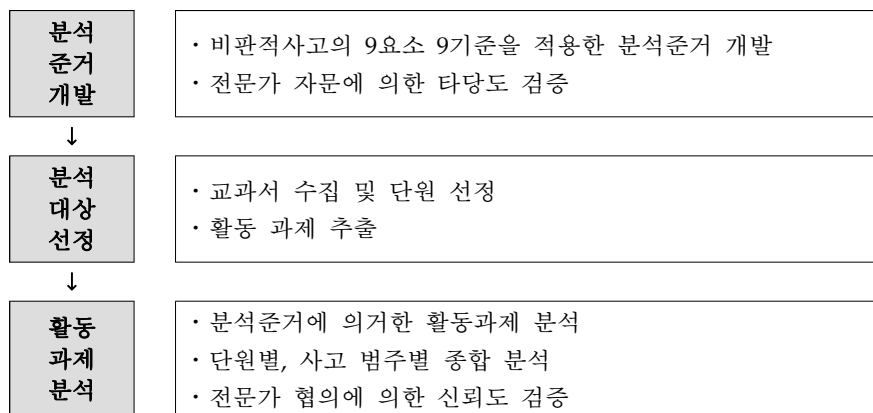 분석
준거
개발
· 비판적사고의 9요소 9기준을 적용한 분석준거 개발
· 전문가 자문에 의한 타당도 검증
↓
분석
대상
선정
· 교과서 수집 및 단원 선정
· 활동 과제 추출
↓
활동
과제
분석
· 분석준거에 의거한 활동과제 분석
· 단원별, 사고 범주별 종합 분석
· 전문가 협의에 의한 신뢰도 검증